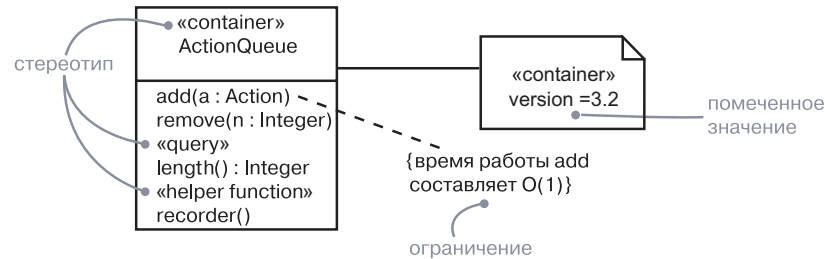 «container»
ActionQueue
стереотип
add(a : Action)
remove(n : Integer)
«query»
length() : Integer
«helper function»
recorder()
«container»
version =3.2
помеченное
значение
{время работы add
составляет O(1)}
ограничение